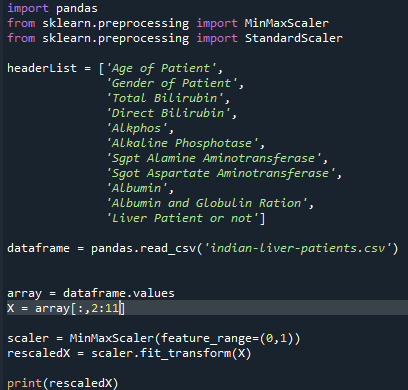 import pandas
from sklearn.preprocessing import MinMaxScaler
from sklearn.preprocessing import StandardScaler
headerList = ['Age of Patient',
'Gender of Patient',
'Total Bilirubin',
'Direct Bilirubin',
'Alkphos',
'Alkaline Phosphotase',
'Sgpt Alamine Aminotransferase',
'Sgot Aspartate Aminotransferase',
'Albumin',
'Albumin and Globulin Ration',
'Liver Patient or not']
dataframe = pandas.read_csv('indian-liver-patients.csv')
array = dataframe.values
X = array[:,2:11]
scaler = MinMaxScaler(feature_range=(0,1))
rescaledX = scaler.fit_transform(X)
print(rescaledX)